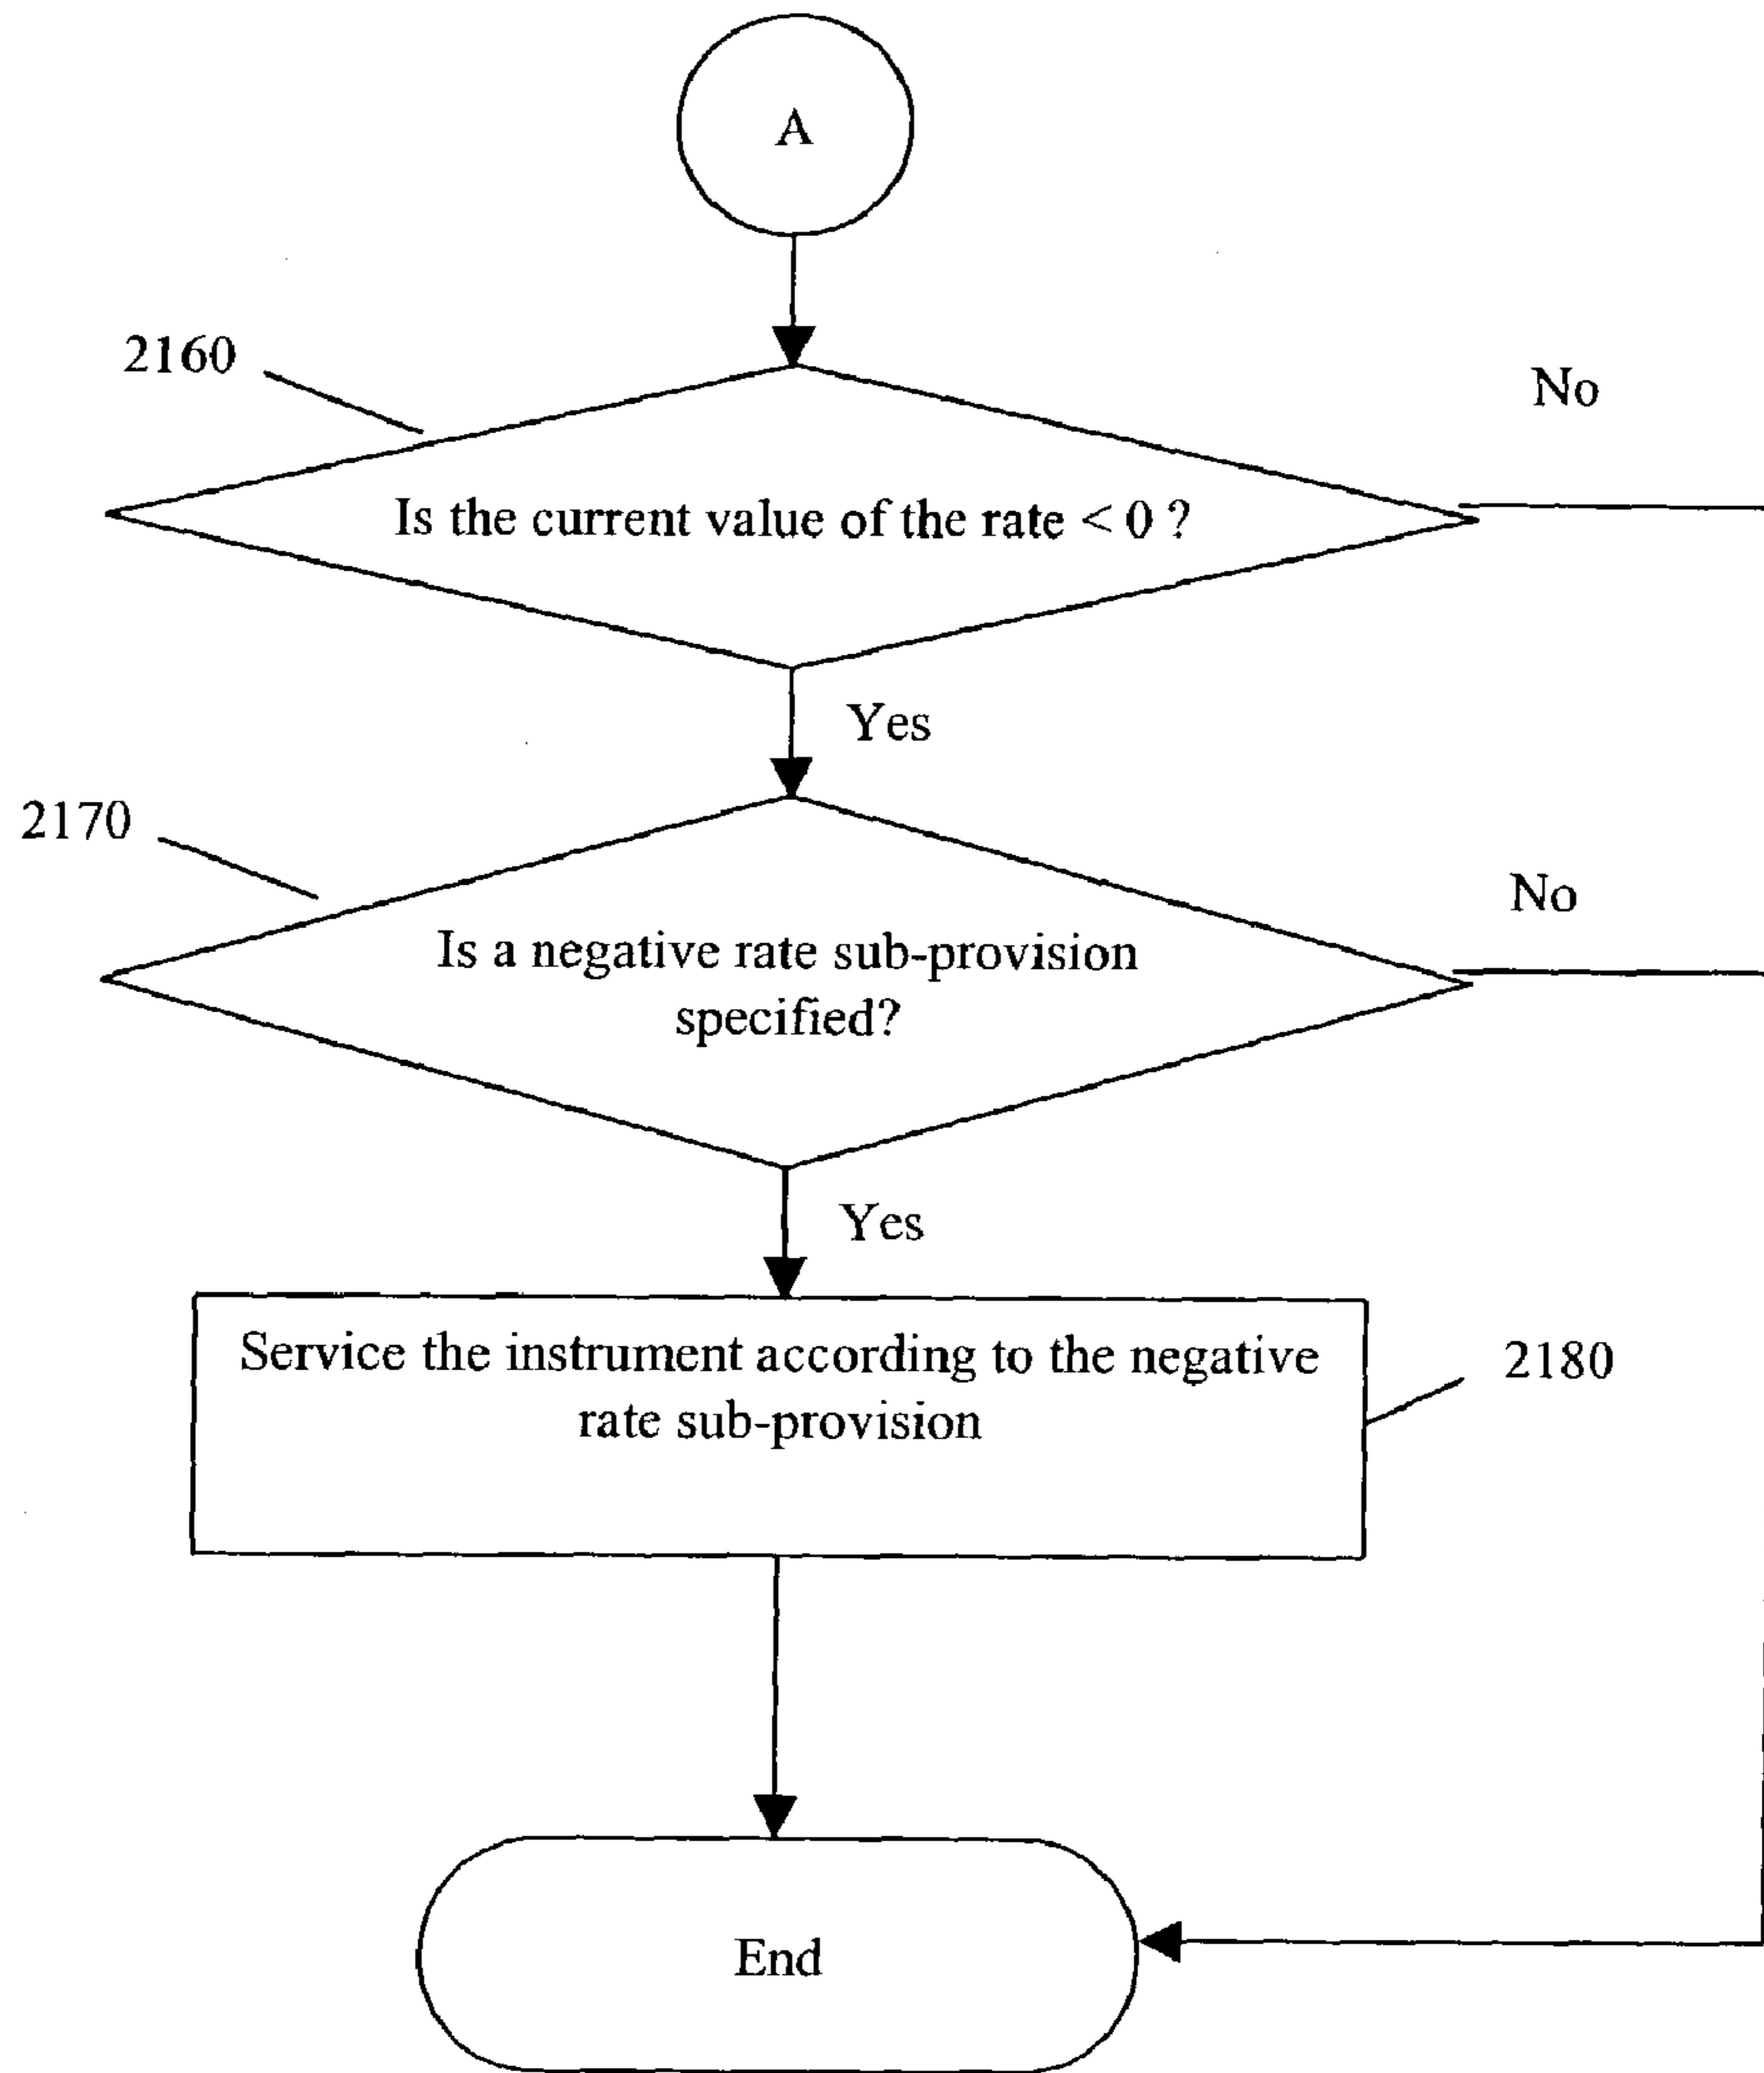 A
2160
No
Is the current value of the rate < 0 ?
Yes
2170
No
Is a negative rate sub-provision
specified?
Yes
Service the instrument according to the negative
rate sub-provision
2180
End